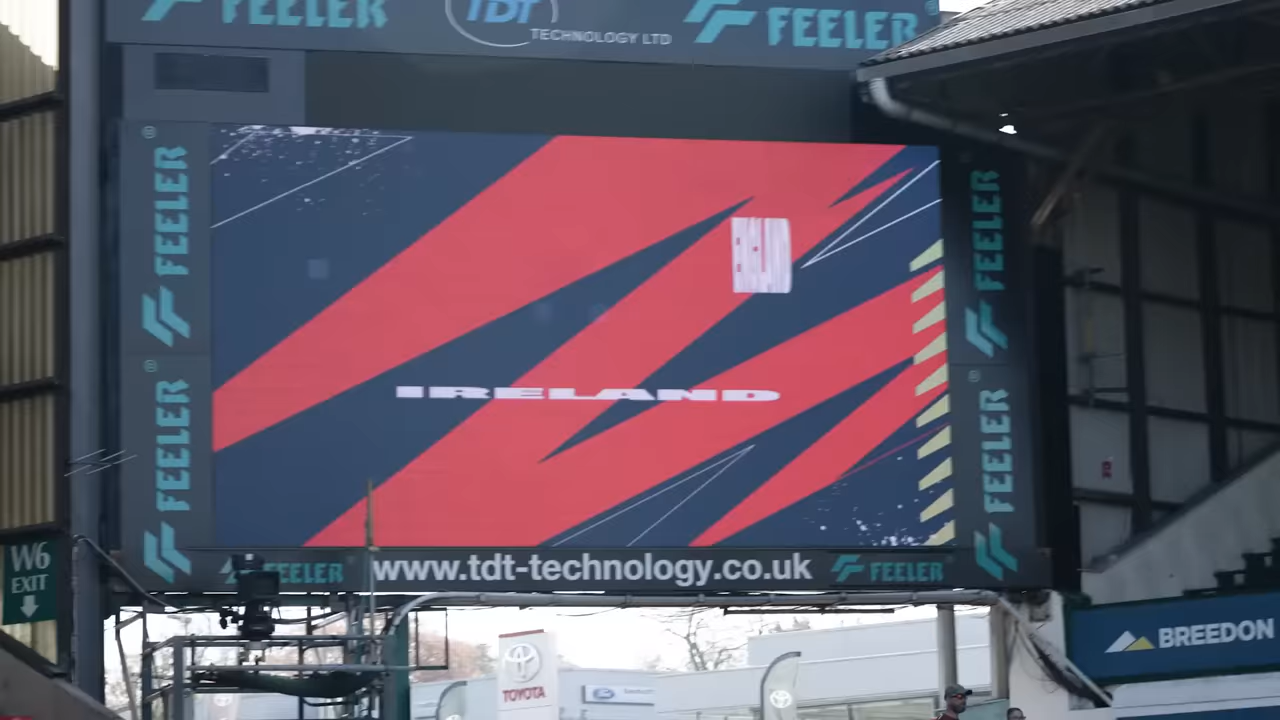 FEELER
TDT
TECHNOLOGY LTD
FEELER
FEELER
FEELER
IRELAND
FEELER
FEELER
FEELER
www.tdt-technology.co.uk
FEELER
W6
EXIT
BREEDON
TOYOTA
Ford